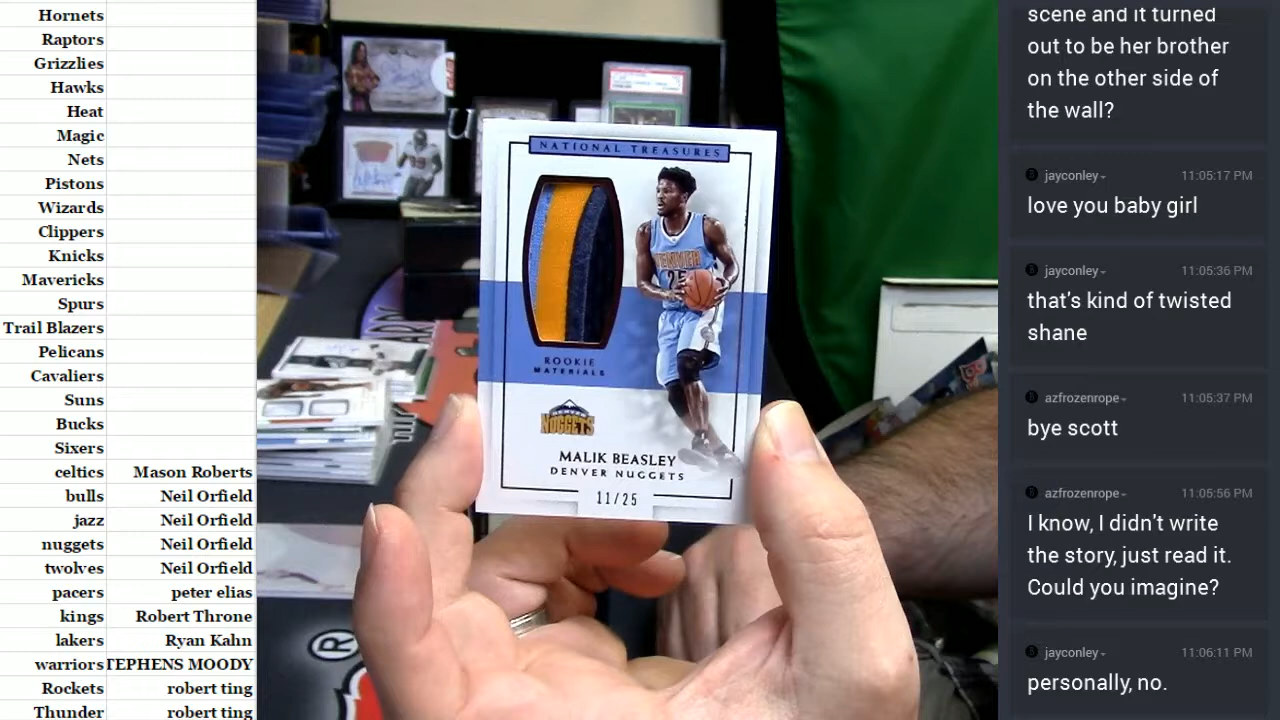 Hornets
Raptors
Grizzlies
Hawks
Heat
Magic
Nets
Pistons
Wizards
Clippers
Knicks
Mavericks
Spurs
Trail Blazers
Pelicans
Cavaliers
Suns
Bucks
Sixers
celtics Mason Roberts
bulls Neil Orfield
jazz Neil Orfield
nuggets Neil Orfield
twolves Neil Orfield
pacers peter elias
kings Robert Throne
lakers Ryan Kahn
warriors TEPHENS MOODY
Rockets robert ting
Thunder robert ting
NATIONAL TREASURES
DENVER
25
ROOKIE
MATERIALS
DENVER
NUGGETS
MALIK BEASLEY
DENVER NUGGETS
11/25
scene and it turned
out to be her brother
on the other side of
the wall?
jayconley 11:05:17 PM
love you baby girl
jayconley 11:05:36 PM
that's kind of twisted
shane
azfrozenrope 11:05:37 PM
bye scott
azfrozenrope 11:05:56 PM
I know, I didn't write
the story, just read it.
Could you imagine?
jayconley 11:06:11 PM
personally, no.